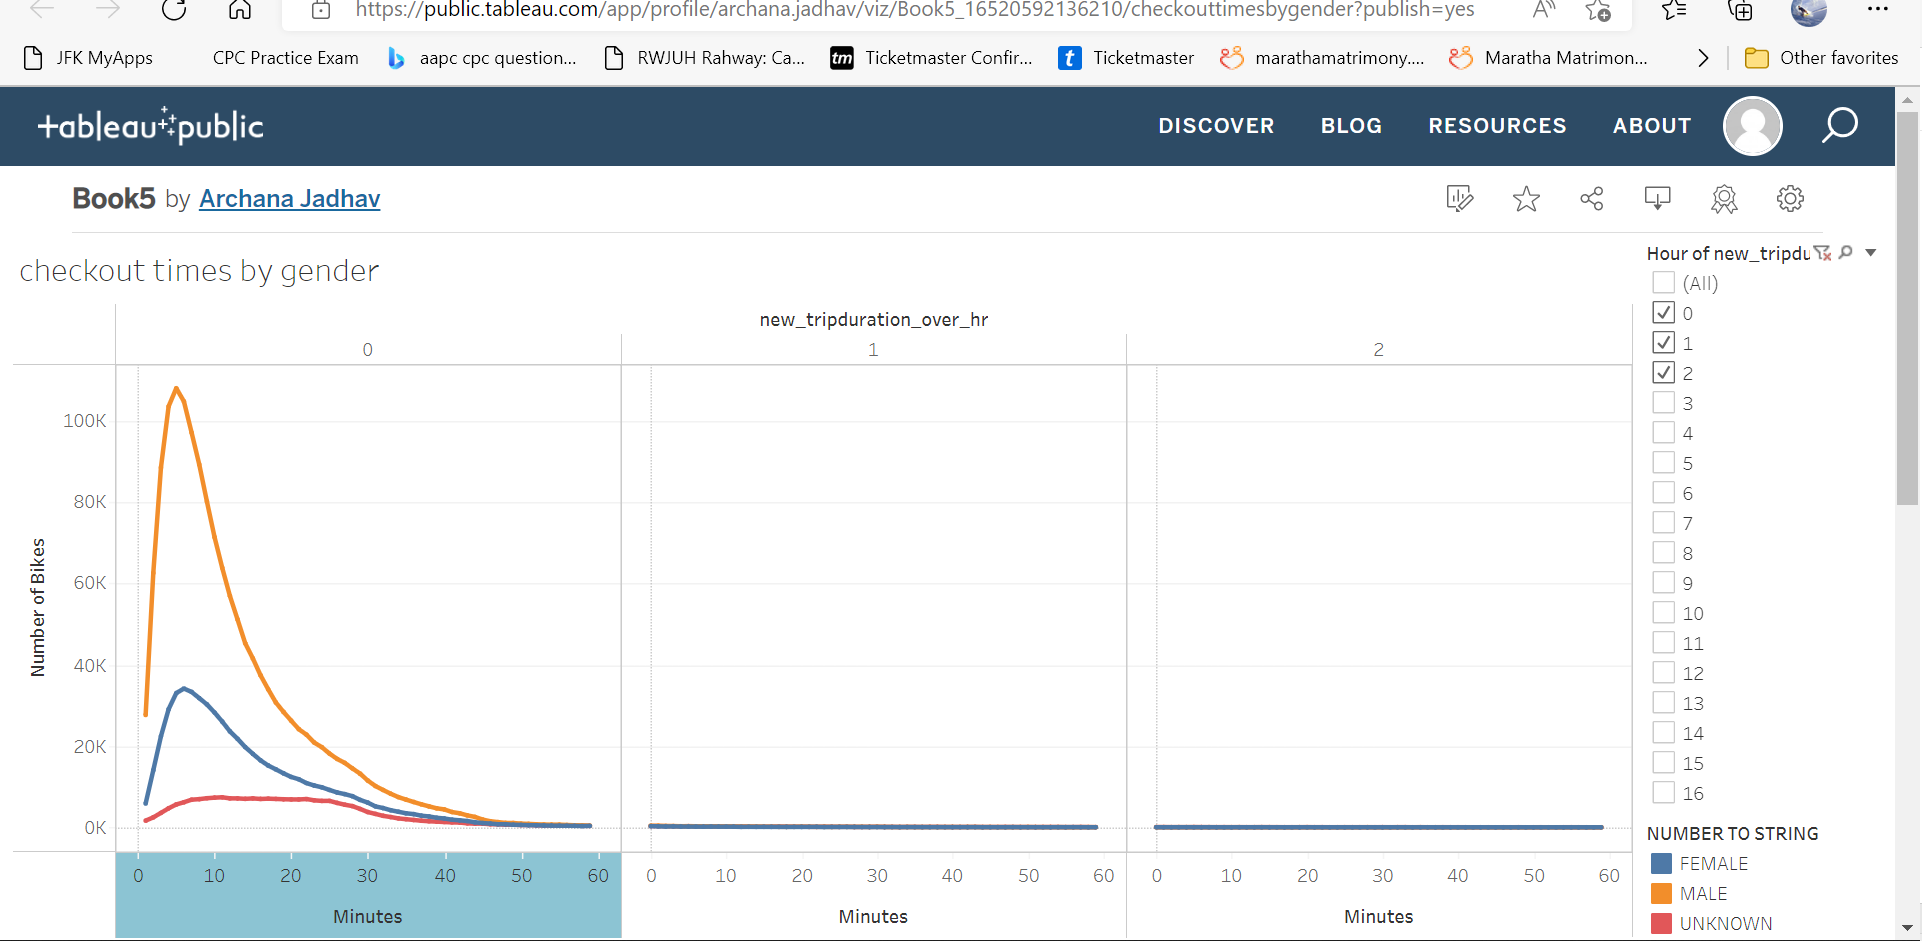 https://public.tableau.com/app/profile/archana.jadhav/viz/Book5_16520592136210/checkouttimesbygender?publish=yes
JFK MyApps CPC Practice Exam aapc cpc question... RWJUH Rahway: Ca... tm Ticketmaster Confir... t Ticketmaster marathamatrimony.... Maratha Matrimon... Other favorites
tableau public DISCOVER BLOG RESOURCES ABOUT
Book5 by Archana Jadhav
checkout times by gender
new_tripduration_over_hr
0 1 2
Number of Bikes
100K
80K
60K
40K
20K
0K
0 10 20 30 40 50 60 0 10 20 30 40 50 60 0 10 20 30 40 50 60
Minutes Minutes Minutes
Hour of new_tripdu
(All)
0
1
2
3
4
5
6
7
8
9
10
11
12
13
14
15
16
NUMBER TO STRING
FEMALE
MALE
UNKNOWN